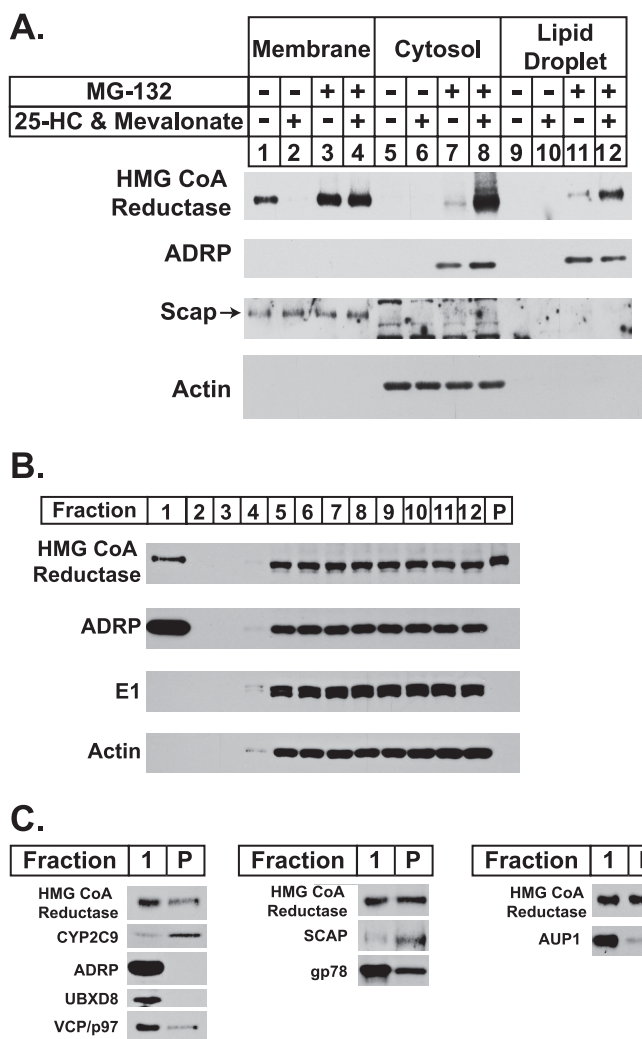 A.
Membrane Cytosol Lipid Droplet
MG-132 - - + + - - + + - - + +
25-HC & Mevalonate - + - + - + - + - + - +
1 2 3 4 5 6 7 8 9 10 11 12
HMG CoA
Reductase
ADRP
Scap
Actin
B.
Fraction 1 2 3 4 5 6 7 8 9 10 11 12 P
HMG CoA
Reductase
ADRP
E1
Actin
C.
Fraction 1 P
HMG CoA
Reductase
CYP2C9
ADRP
UBXD8
VCP/p97
Fraction 1 P
HMG CoA
Reductase
SCAP
gp78
Fraction 1
HMG CoA
Reductase
AUP1